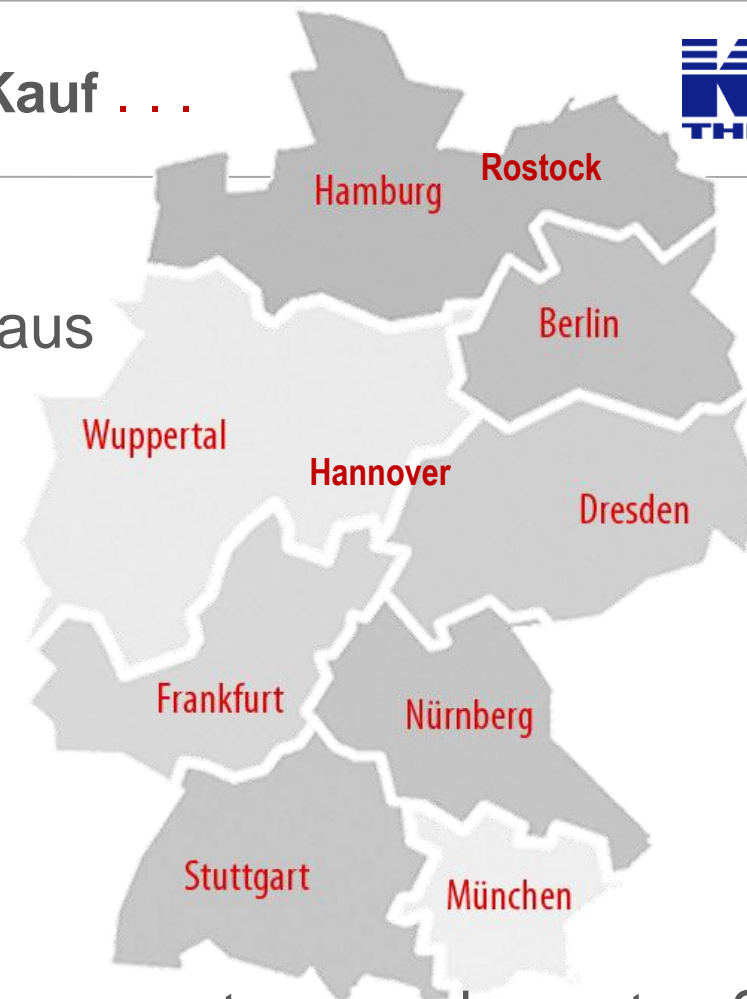 Kauf . . .
Rostock
Hamburg
Berlin
aus
Wuppertal
Hannover
Dresden
Frankfurt
Nürnberg
Stuttgart
München